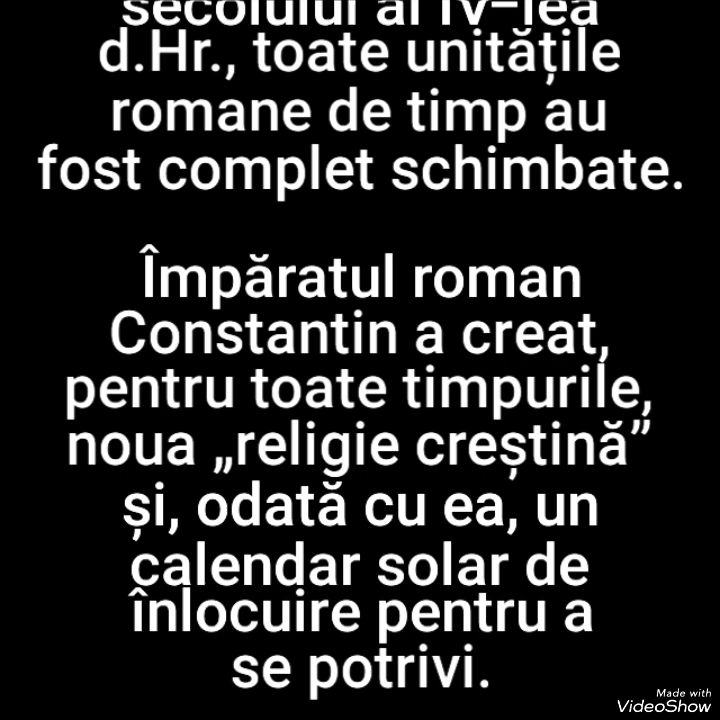 secolului al IV-lea
d.Hr., toate unitățile
romane de timp au
fost complet schimbate.
Împăratul roman
Constantin a creat,
pentru toate timpurile,
noua „religie creștină”
și, odată cu ea, un
calendar solar de
înlocuire pentru a
se potrivi.
Made with
VideoShow